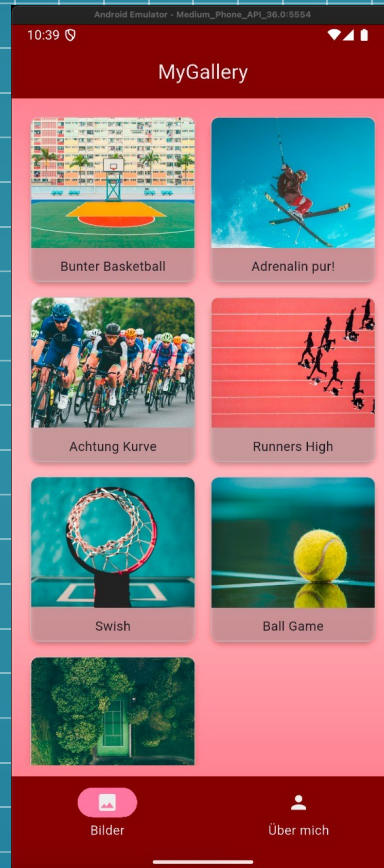 Android Emulator - Medium_Phone_API_36.0:5554
10:39
MyGallery
Bunter Basketball
Adrenalin pur!
Achtung Kurve
Runners High
Swish
Ball Game
Bilder
Über mich